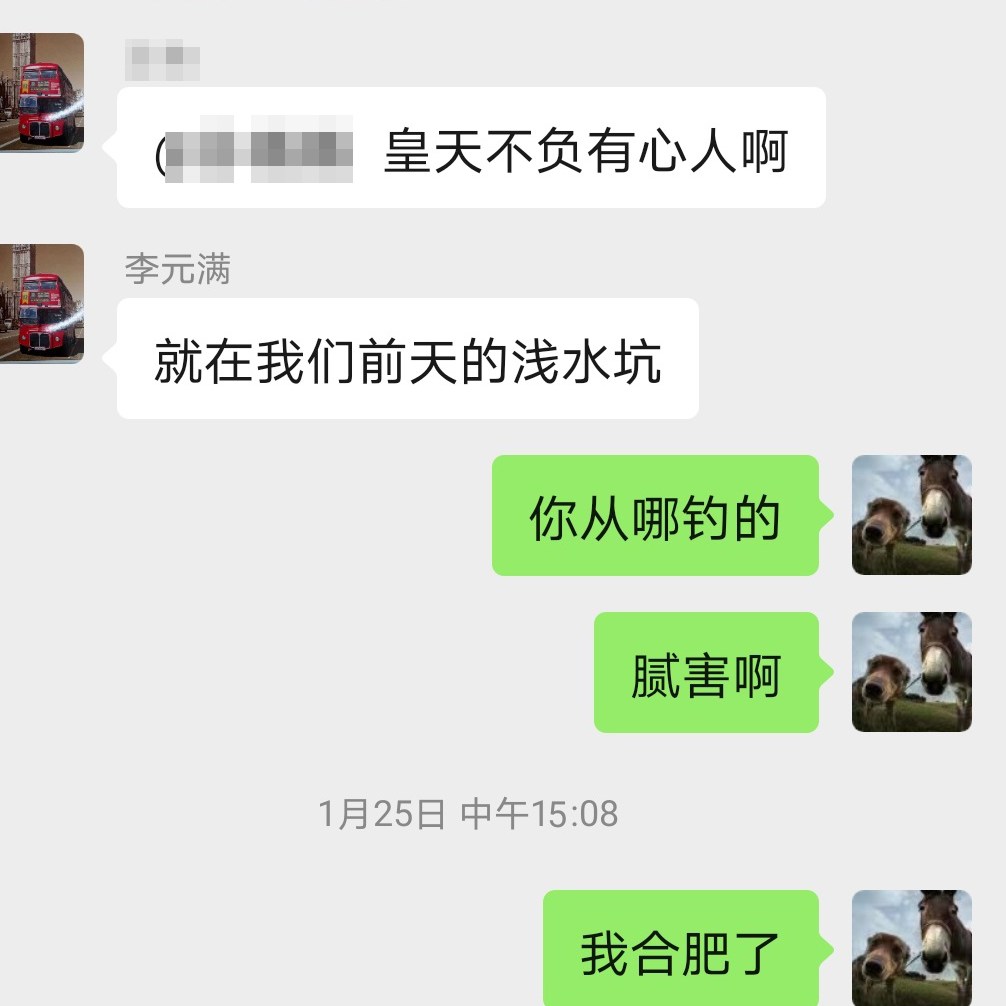 皇天不负有心人啊
李元满
就在我们前天的浅水坑
你从哪钓的
腻害啊
1月25日 中午15:08
我合肥了